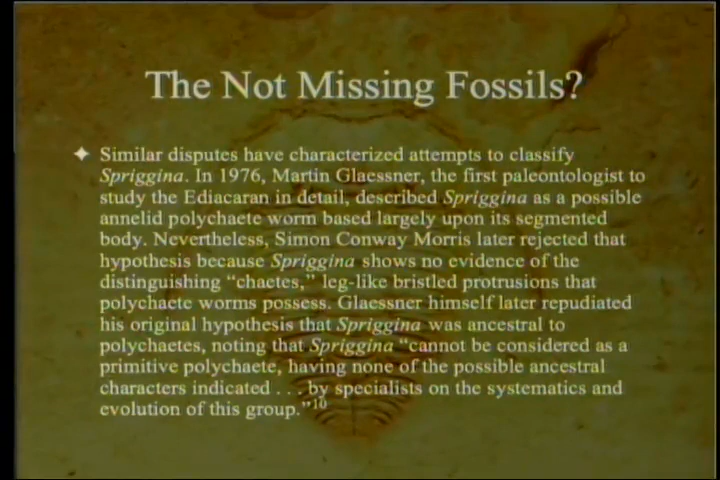 The Not Missing Fossils?
✦ Similar disputes have characterized attempts to classify
Spriggina. In 1976, Martin Glaessner, the first paleontologist to
study the Ediacaran in detail, described Spriggina as a possible
annelid polychaete worm based largely upon its segmented
body. Nevertheless, Simon Conway Morris later rejected that
hypothesis because Spriggina shows no evidence of the
distinguishing “chaetes,” leg-like bristled protrusions that
polychaete worms possess. Glaessner himself later repudiated
his original hypothesis that Spriggina was ancestral to
polychaetes, noting that Spriggina “cannot be considered as a
primitive polychaete, having none of the possible ancestral
characters indicated . . . by specialists on the systematics and
evolution of this group.”10